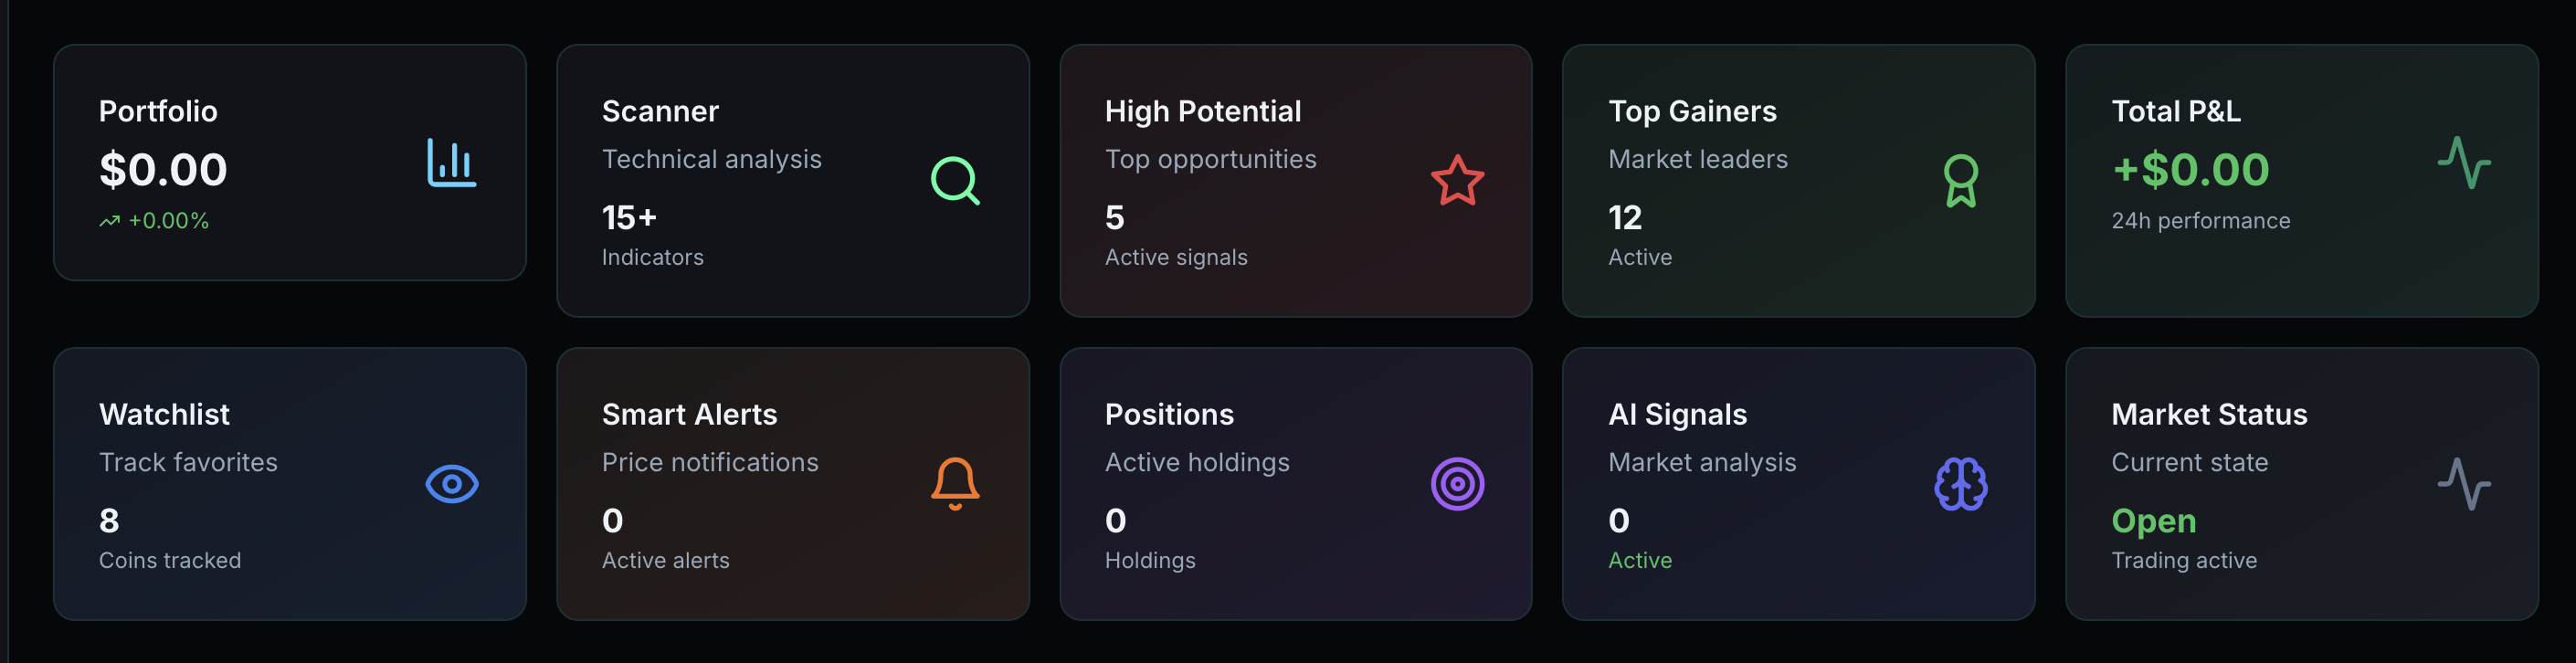 Portfolio
$0.00
+0.00%
Scanner
Technical analysis
15+
Indicators
High Potential
Top opportunities
5
Active signals
Top Gainers
Market leaders
12
Active
Total P&L
+$0.00
24h performance
Watchlist
Track favorites
8
Coins tracked
Smart Alerts
Price notifications
0
Active alerts
Positions
Active holdings
0
Holdings
AI Signals
Market analysis
0
Active
Market Status
Current state
Open
Trading active